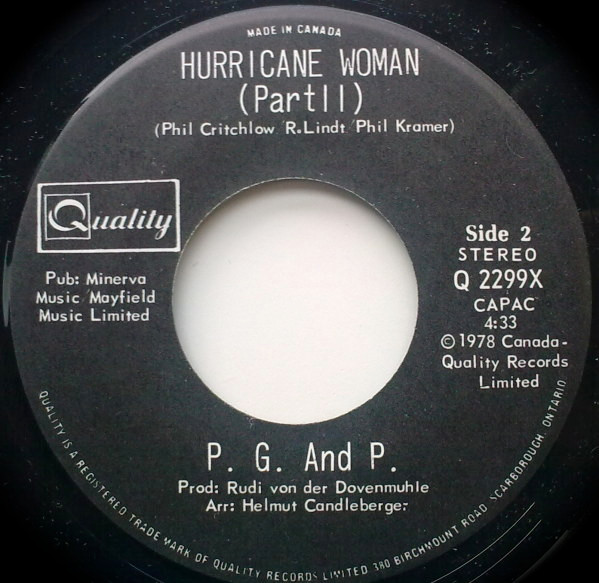 MADE IN CANADA
HURRICANE WOMAN
(Part II)
(Phil Critchlow/R.Lindt/Phil Kramer)
Quality
Side 2
STEREO
Q 2299X
CAPAC
4:33
©1978 Canada-
Quality Records
Limited
Pub: Minerva
Music/Mayfield
Music Limited
P. G. And P.
Prod: Rudi von der Dovenmuhle
Arr: Helmut Candleberger
QUALITY IS A REGISTERED TRADE MARK OF QUALITY RECORDS LIMITED 380 BIRCHMOUNT ROAD, SCARBOROUGH, ONTARIO